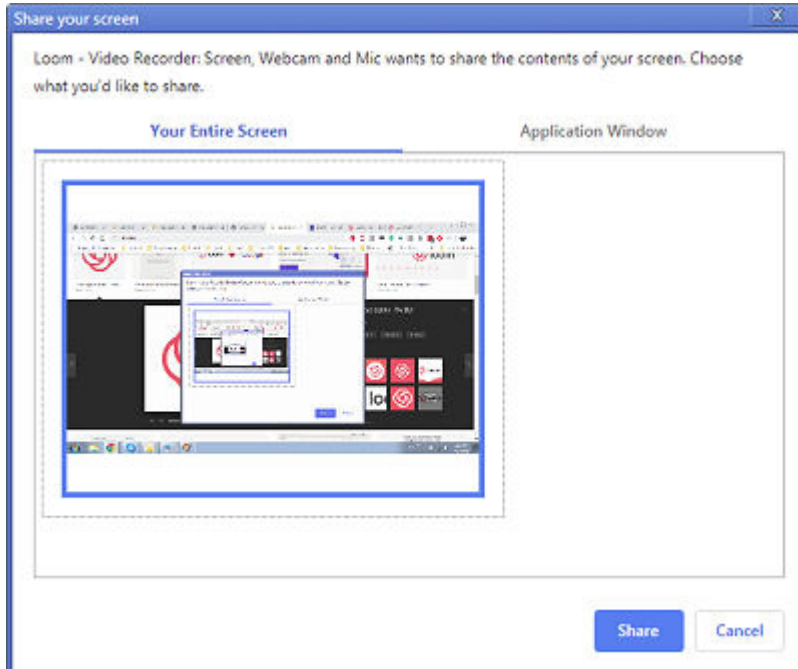 Share your screen
Loom - Video Recorder: Screen, Webcam and Mic wants to share the contents of your screen. Choose
what you'd like to share.
Your Entire Screen
Application Window
Share
Cancel